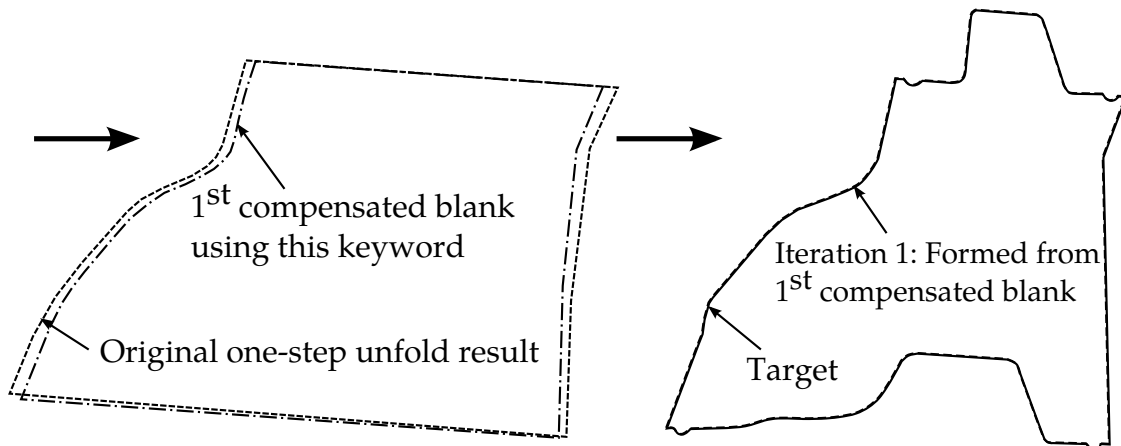 1st compensated blank
using this keyword
Original one-step unfold result
Iteration 1: Formed from
1st compensated blank
Target